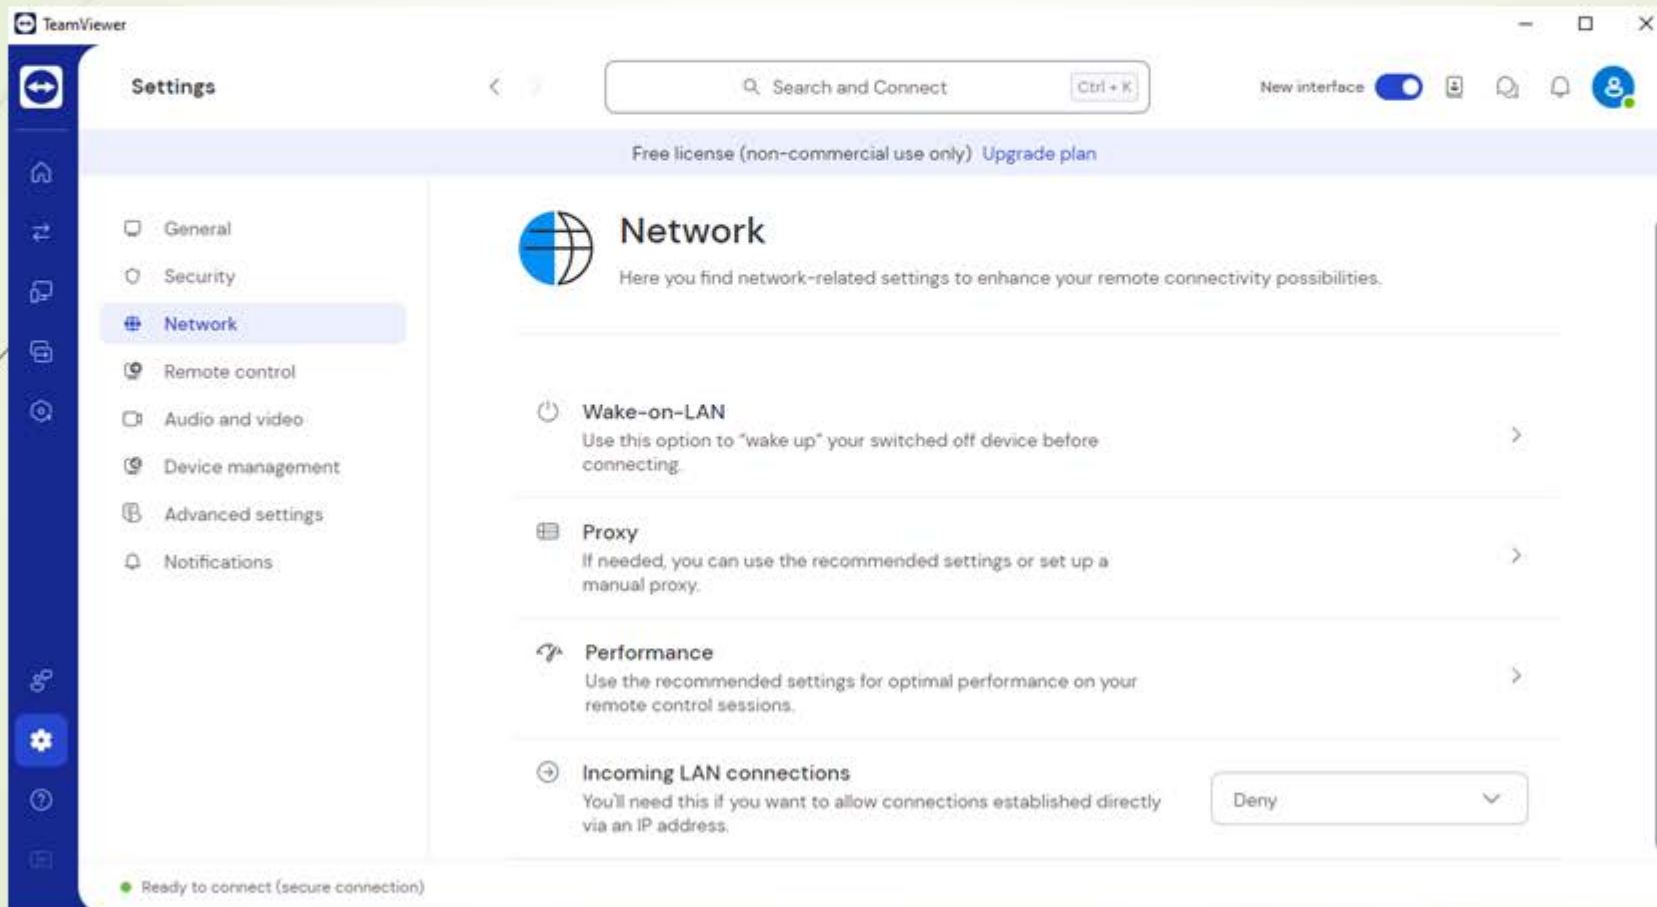 TeamViewer
Settings
Search and Connect
Ctrl + K
New interface
Free license (non-commercial use only) Upgrade plan
General
Security
Network
Remote control
Audio and video
Device management
Advanced settings
Notifications
Network
Here you find network-related settings to enhance your remote connectivity possibilities.
Wake-on-LAN
Use this option to "wake up" your switched off device before
connecting.
Proxy
If needed, you can use the recommended settings or set up a
manual proxy.
Performance
Use the recommended settings for optimal performance on your
remote control sessions.
Incoming LAN connections
You'll need this if you want to allow connections established directly
via an IP address.
Deny
Ready to connect (secure connection)